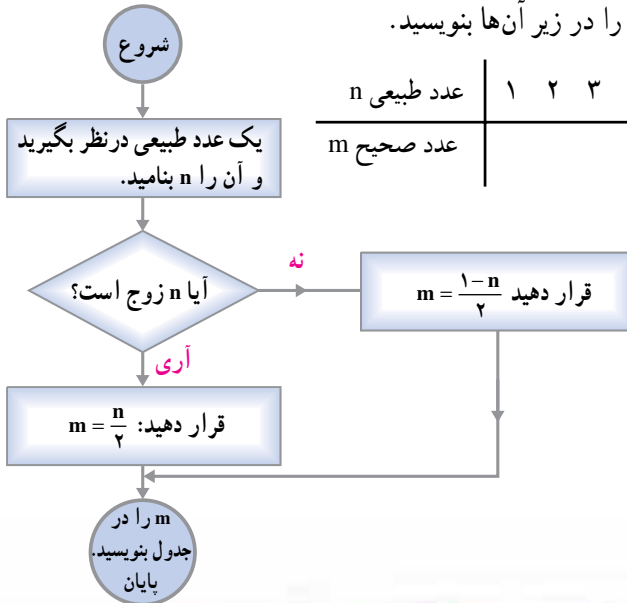 را در زیر آن‌ها بنویسید.
عدد طبیعی n ۱ ۲ ۳
عدد صحیح m
شروع
یک عدد طبیعی درنظر بگیرید
و آن را n بنامید.
آیا n زوج است؟
نه
قرار دهید m = (۱−n)/۲
آری
قرار دهید: m = n/۲
m را در
جدول بنویسید.
پایان